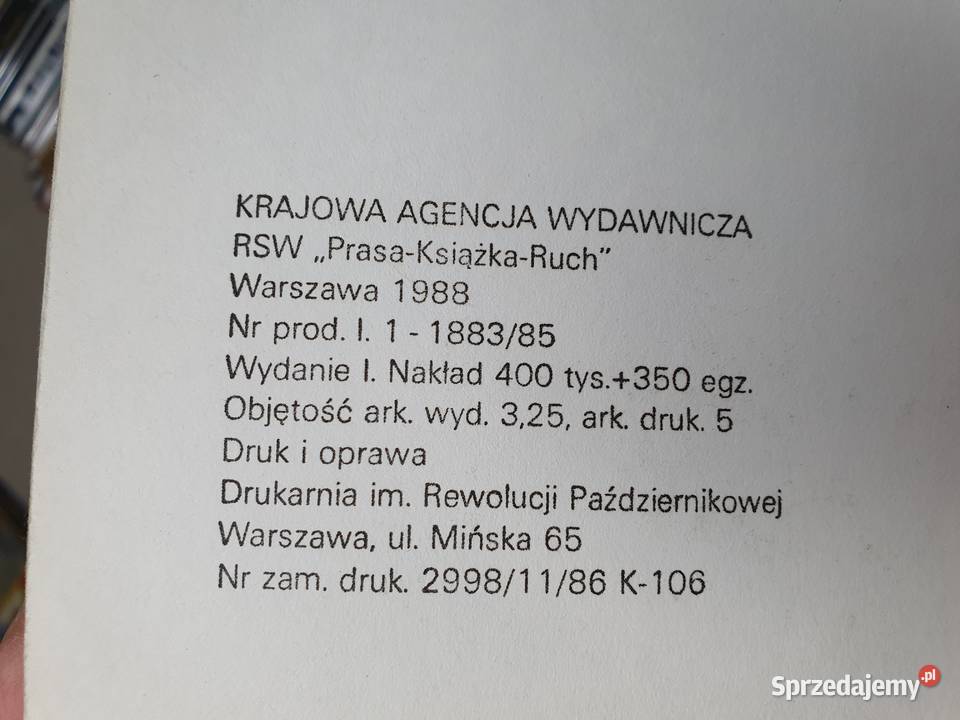 KRAJOWA AGENCJA WYDAWNICZA
RSW „Prasa-Książka-Ruch”
Warszawa 1988
Nr prod. I. 1 - 1883/85
Wydanie I. Nakład 400 tys.+350 egz.
Objętość ark. wyd. 3,25, ark. druk. 5
Druk i oprawa
Drukarnia im. Rewolucji Październikowej
Warszawa, ul. Mińska 65
Nr zam. druk. 2998/11/86 K-106
Sprzedajemy.pl